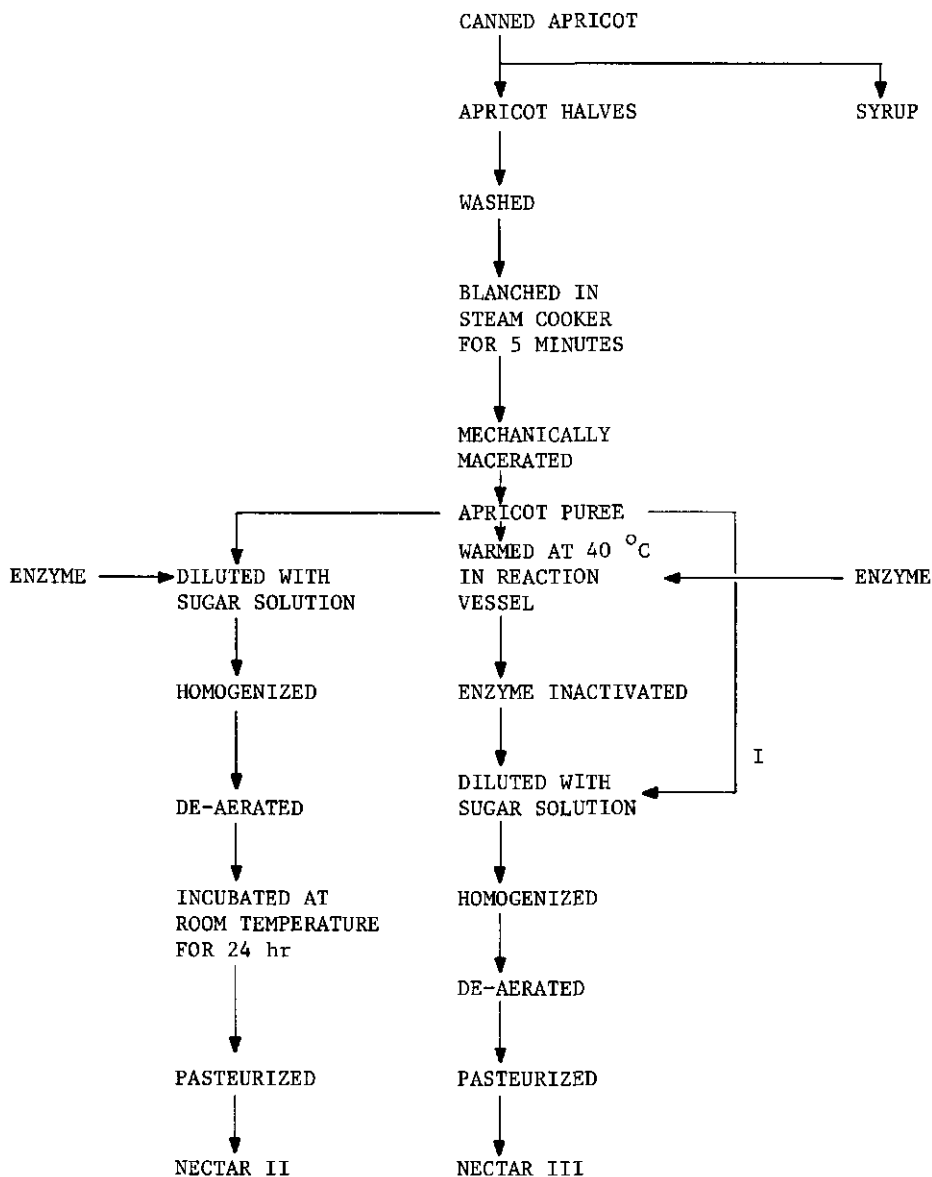 CANNED APRICOT
APRICOT HALVES
SYRUP
WASHED
BLANCHED IN
STEAM COOKER
FOR 5 MINUTES
MECHANICALLY
MACERATED
APRICOT PUREE
ENZYME
DILUTED WITH
SUGAR SOLUTION
WARMED AT 40 °C
IN REACTION
VESSEL
ENZYME
HOMOGENIZED
ENZYME INACTIVATED
I
DE-AERATED
DILUTED WITH
SUGAR SOLUTION
INCUBATED AT
ROOM TEMPERATURE
FOR 24 hr
HOMOGENIZED
DE-AERATED
PASTEURIZED
PASTEURIZED
NECTAR II
NECTAR III